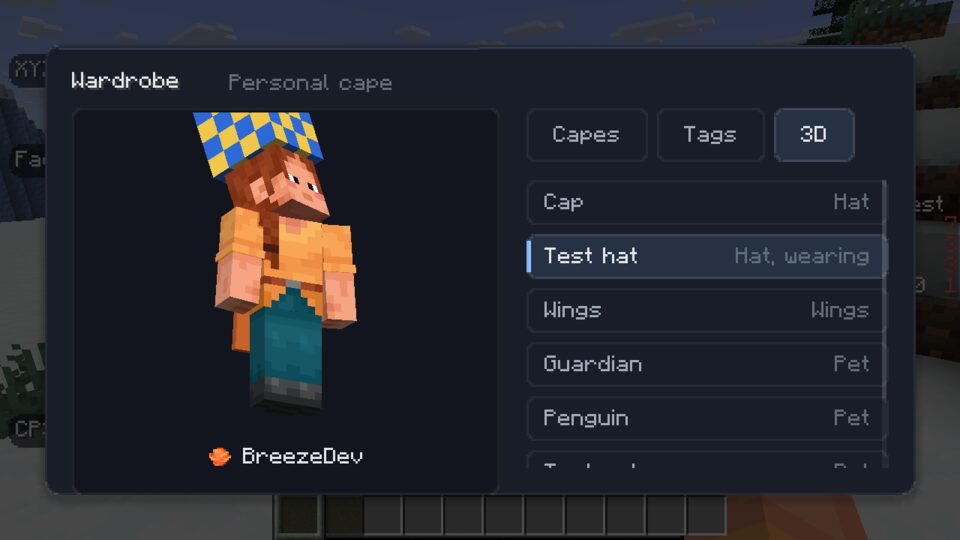 Wardrobe Personal cape
XYZ
Capes Tags 3D
Cap Hat
Test hat Hat, wearing
Wings Wings
Guardian Pet
Penguin Pet
BreezeDev